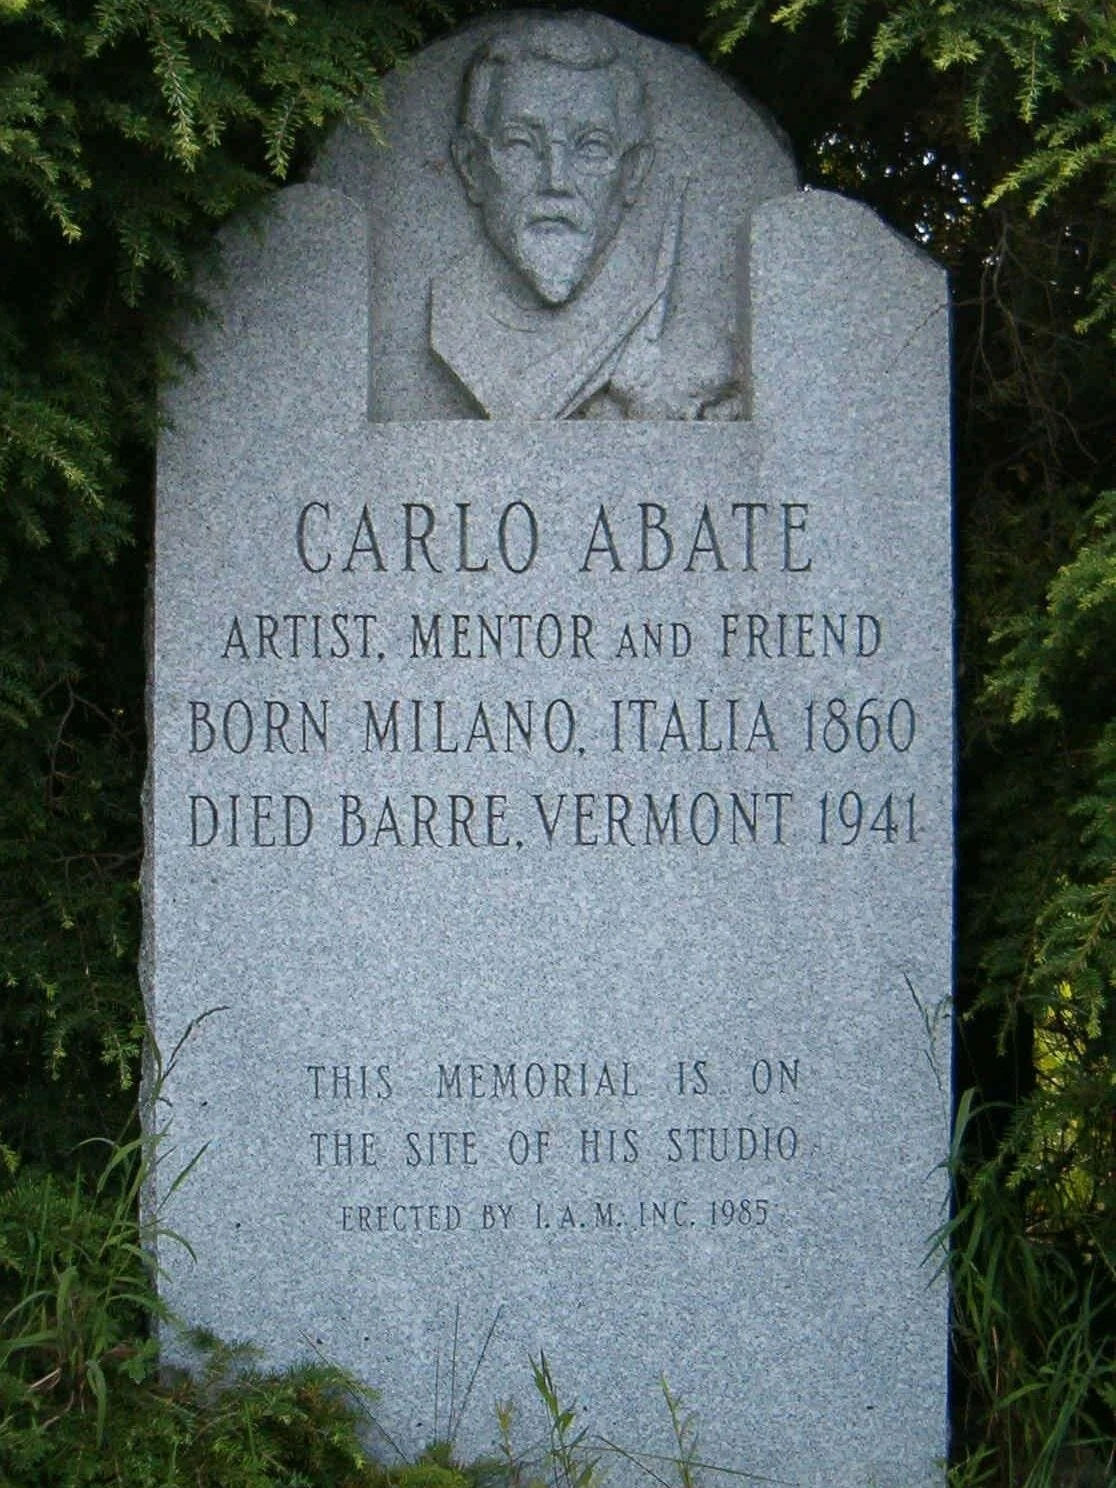 CARLO ABATE
ARTIST, MENTOR AND FRIEND
BORN MILANO, ITALIA 1860
DIED BARRE, VERMONT 1941
THIS MEMORIAL IS ON
THE SITE OF HIS STUDIO
ERECTED BY I.A.M. INC. 1985